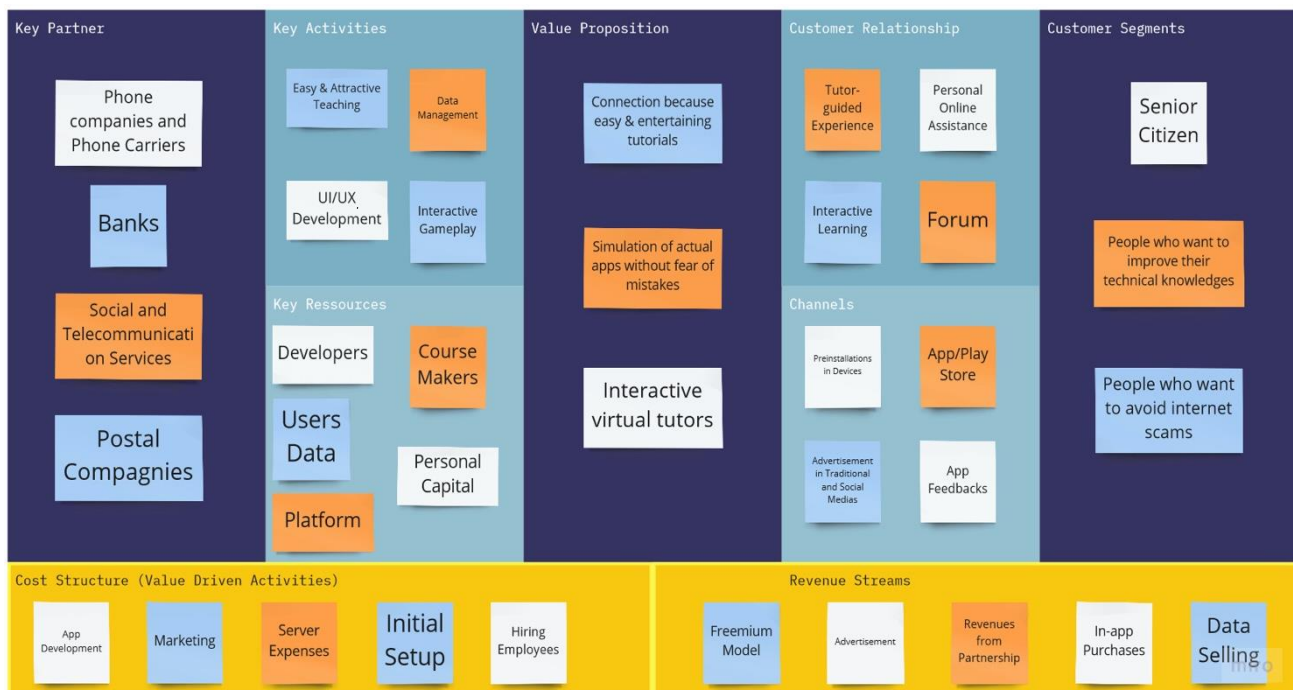 Key Partner
Phone
companies and
Phone Carriers
Banks
Social and
Telecommunicati
on Services
Postal
Compagnies
Key Activities
Easy & Attractive
Teaching
Data
Management
UI/UX
Development
Interactive
Gameplay
Key Ressources
Developers
Course
Makers
Users
Data
Personal
Capital
Platform
Value Proposition
Connection because
easy & entertaining
tutorials
Simulation of actual
apps without fear of
mistakes
Interactive
virtual tutors
Customer Relationship
Tutor-
guided
Experience
Personal
Online
Assistance
Interactive
Learning
Forum
Channels
Preinstallations
in Devices
App/Play
Store
Advertisement
in Traditional
and Social
Medias
App
Feedbacks
Customer Segments
Senior
Citizen
People who want to
improve their
technical knowledges
People who want
to avoid internet
scams
Cost Structure (Value Driven Activities)
App
Development
Marketing
Server
Expenses
Initial
Setup
Hiring
Employees
Revenue Streams
Freemium
Model
Advertisement
Revenues
from
Partnership
In-app
Purchases
Data
Selling
miro